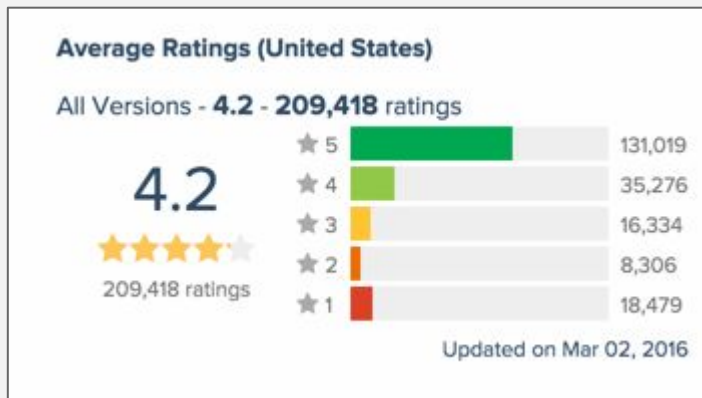 Average Ratings (United States)
All Versions - 4.2 - 209,418 ratings
4.2
209,418 ratings
5 131,019
4 35,276
3 16,334
2 8,306
1 18,479
Updated on Mar 02, 2016